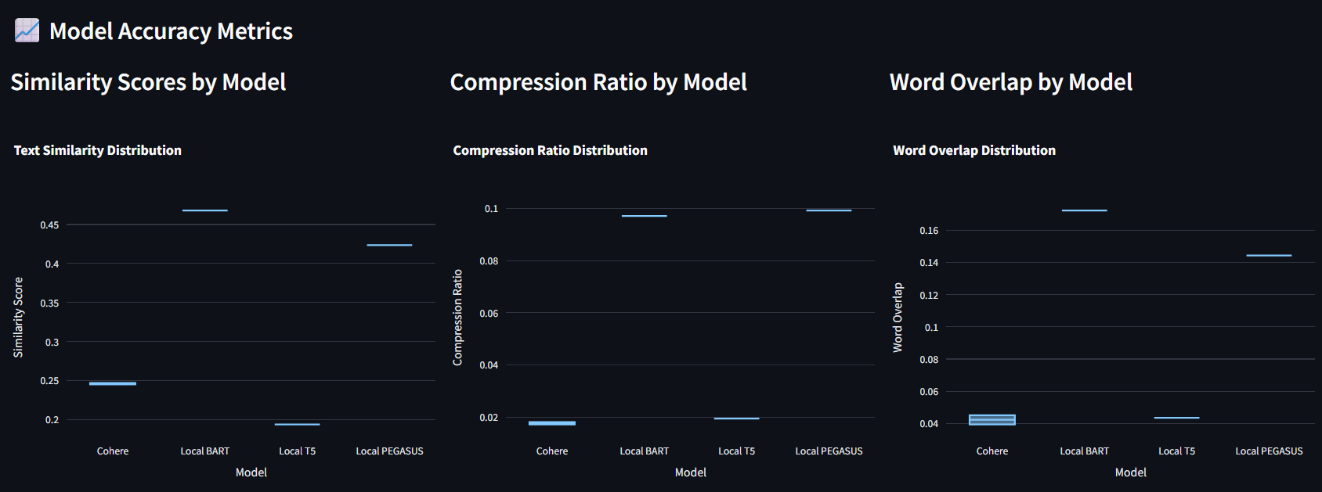 📈 Model Accuracy Metrics
Similarity Scores by Model
Text Similarity Distribution
Similarity Score
0.45
0.4
0.35
0.3
0.25
0.2
Cohere
Local BART
Local T5
Local PEGASUS
Model
Compression Ratio by Model
Compression Ratio Distribution
Compression Ratio
0.1
0.08
0.06
0.04
0.02
Cohere
Local BART
Local T5
Local PEGASUS
Model
Word Overlap by Model
Word Overlap Distribution
Word Overlap
0.16
0.14
0.12
0.1
0.08
0.06
0.04
Cohere
Local BART
Local T5
Local PEGASUS
Model